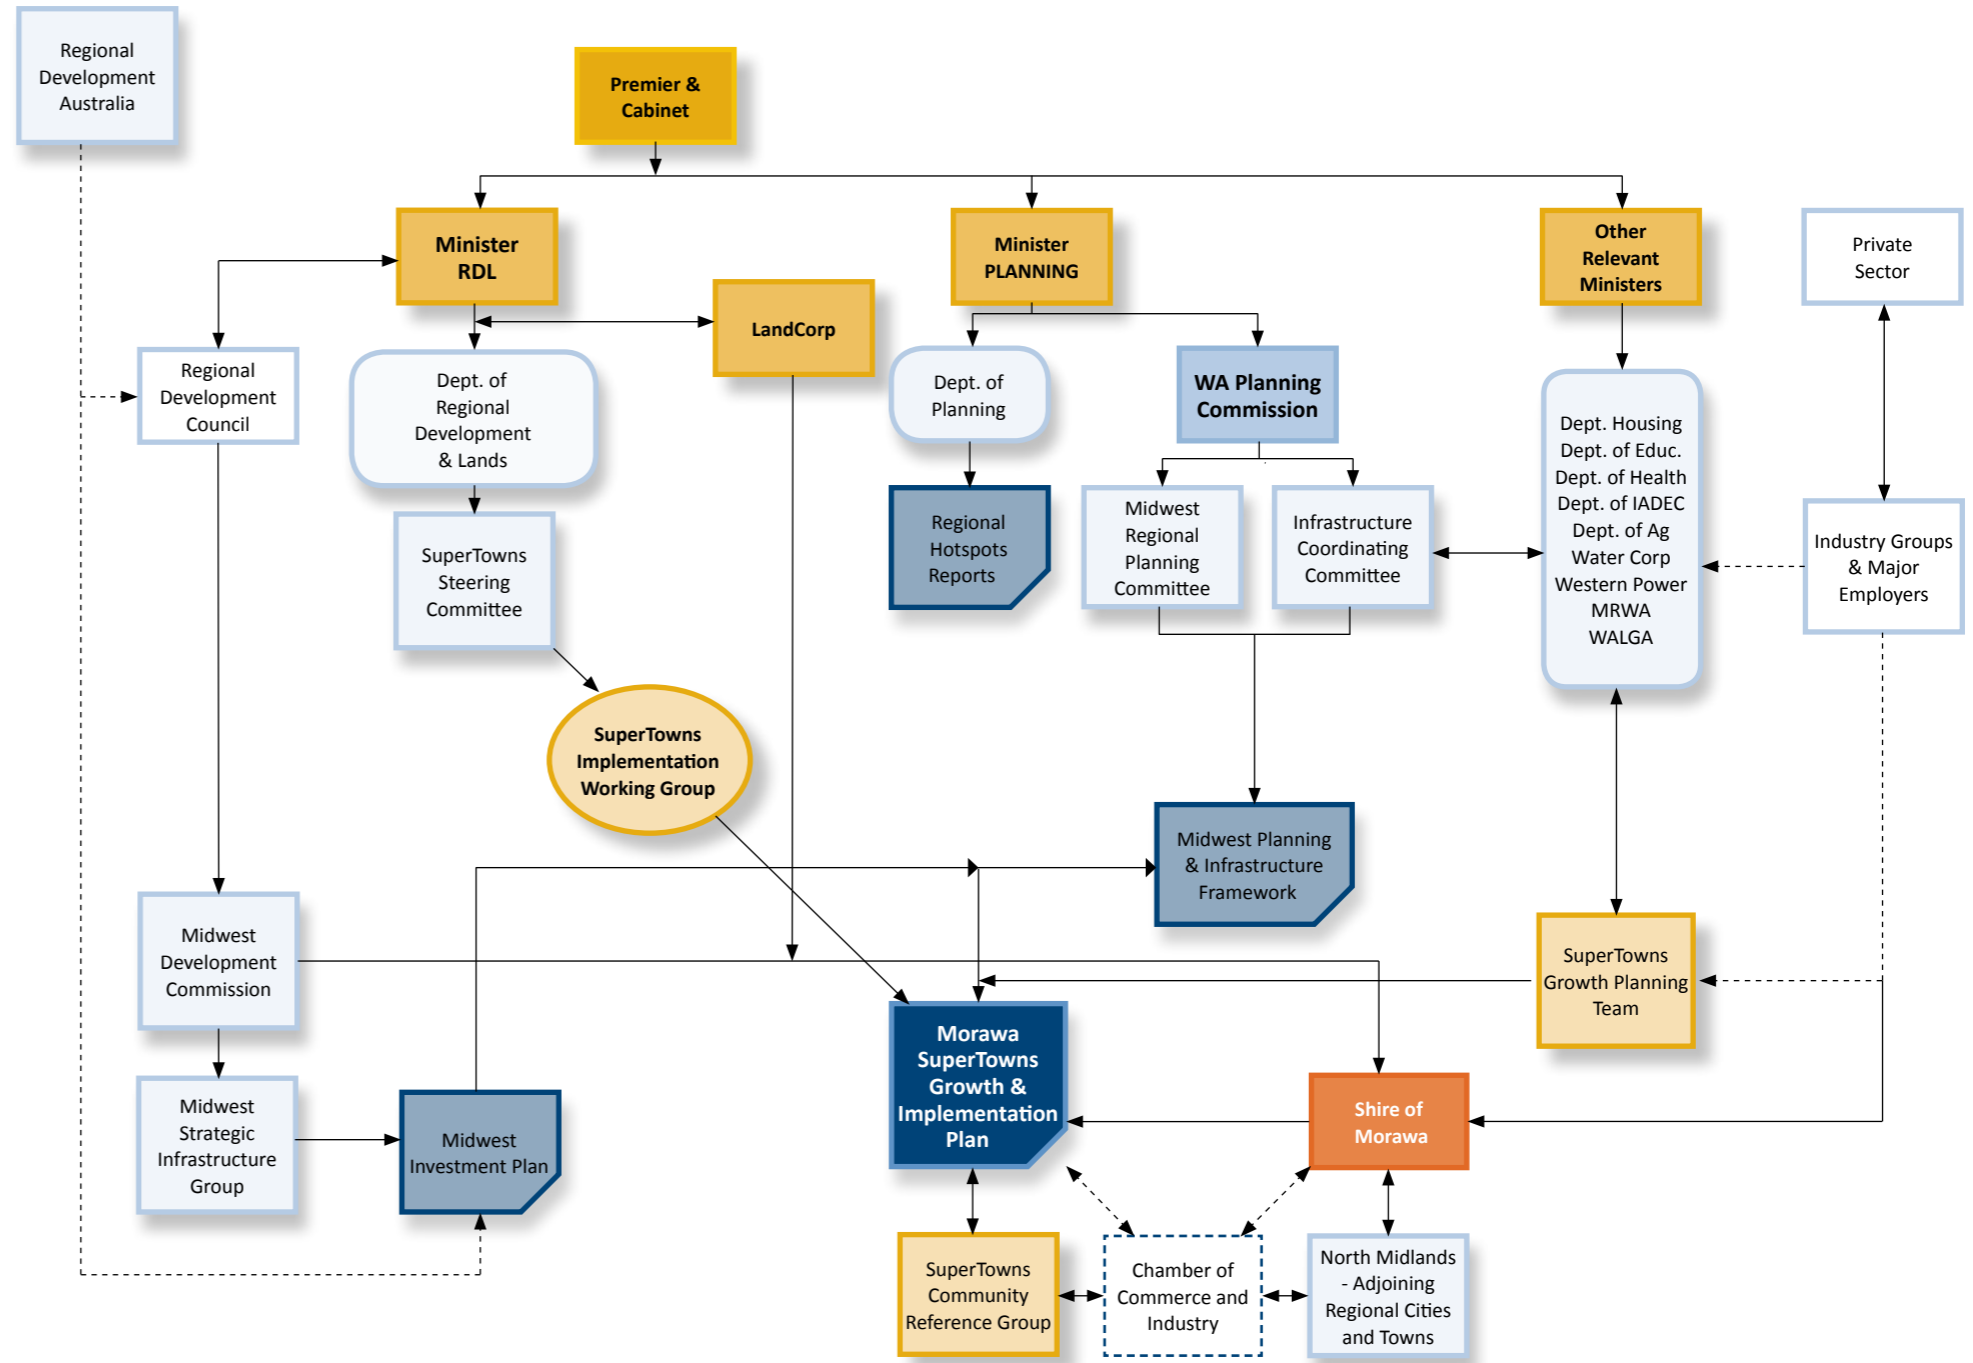 Regional
Development
Australia
Premier &
Cabinet
Minister
RDL
Minister
PLANNING
Other
Relevant
Ministers
Private
Sector
LandCorp
Regional
Development
Council
Dept. of
Regional
Development
& Lands
Dept. of
Planning
WA Planning
Commission
Dept. Housing
Dept. of Educ.
Dept. of Health
Dept. of IADEC
Dept. of Ag
Water Corp
Western Power
MRWA
WALGA
SuperTowns
Steering
Committee
Regional
Hotspots
Reports
Midwest
Regional
Planning
Committee
Infrastructure
Coordinating
Committee
Industry Groups
& Major
Employers
SuperTowns
Implementation
Working Group
Midwest Planning
& Infrastructure
Framework
Midwest
Development
Commission
SuperTowns
Growth Planning
Team
Morawa
SuperTowns
Growth &
Implementation
Plan
Midwest
Strategic
Infrastructure
Group
Midwest
Investment Plan
Shire of
Morawa
SuperTowns
Community
Reference Group
Chamber of
Commerce and
Industry
North Midlands
- Adjoining
Regional Cities
and Towns